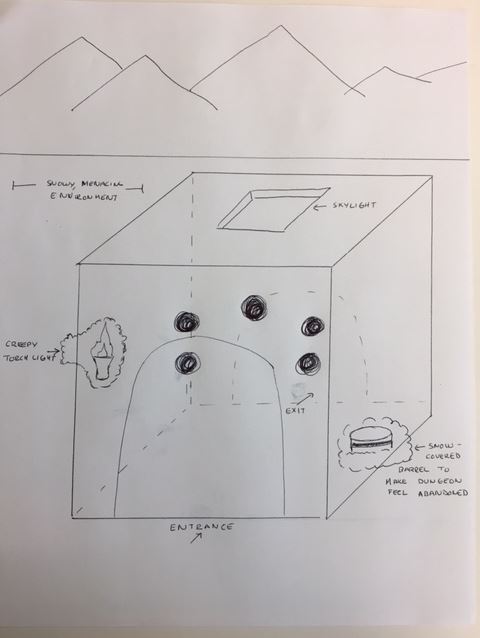 SNOWY, MENACING
ENVIRONMENT
SKYLIGHT
CREEPY
TORCH LIGHT
EXIT
SNOW-
COVERED
BARREL TO
MAKE DUNGEON
FEEL ABANDONED
ENTRANCE